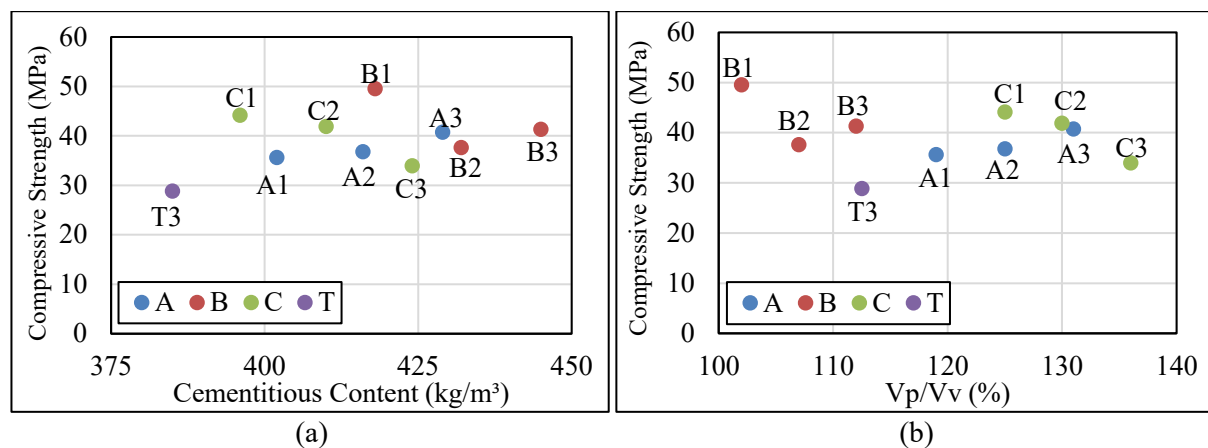 60
50
40
30
20
10
0
375
400
425
450
Compressive Strength (MPa)
Cementitious Content (kg/m³)
B1
C1
C2
A3
A1
A2
C3
B2
B3
T3
A
B
C
T
(a)
60
50
40
30
20
10
0
100
110
120
130
140
Compressive Strength (MPa)
Vp/Vv (%)
B1
B2
B3
C1
C2
A1
A2
A3
C3
T3
A
B
C
T
(b)